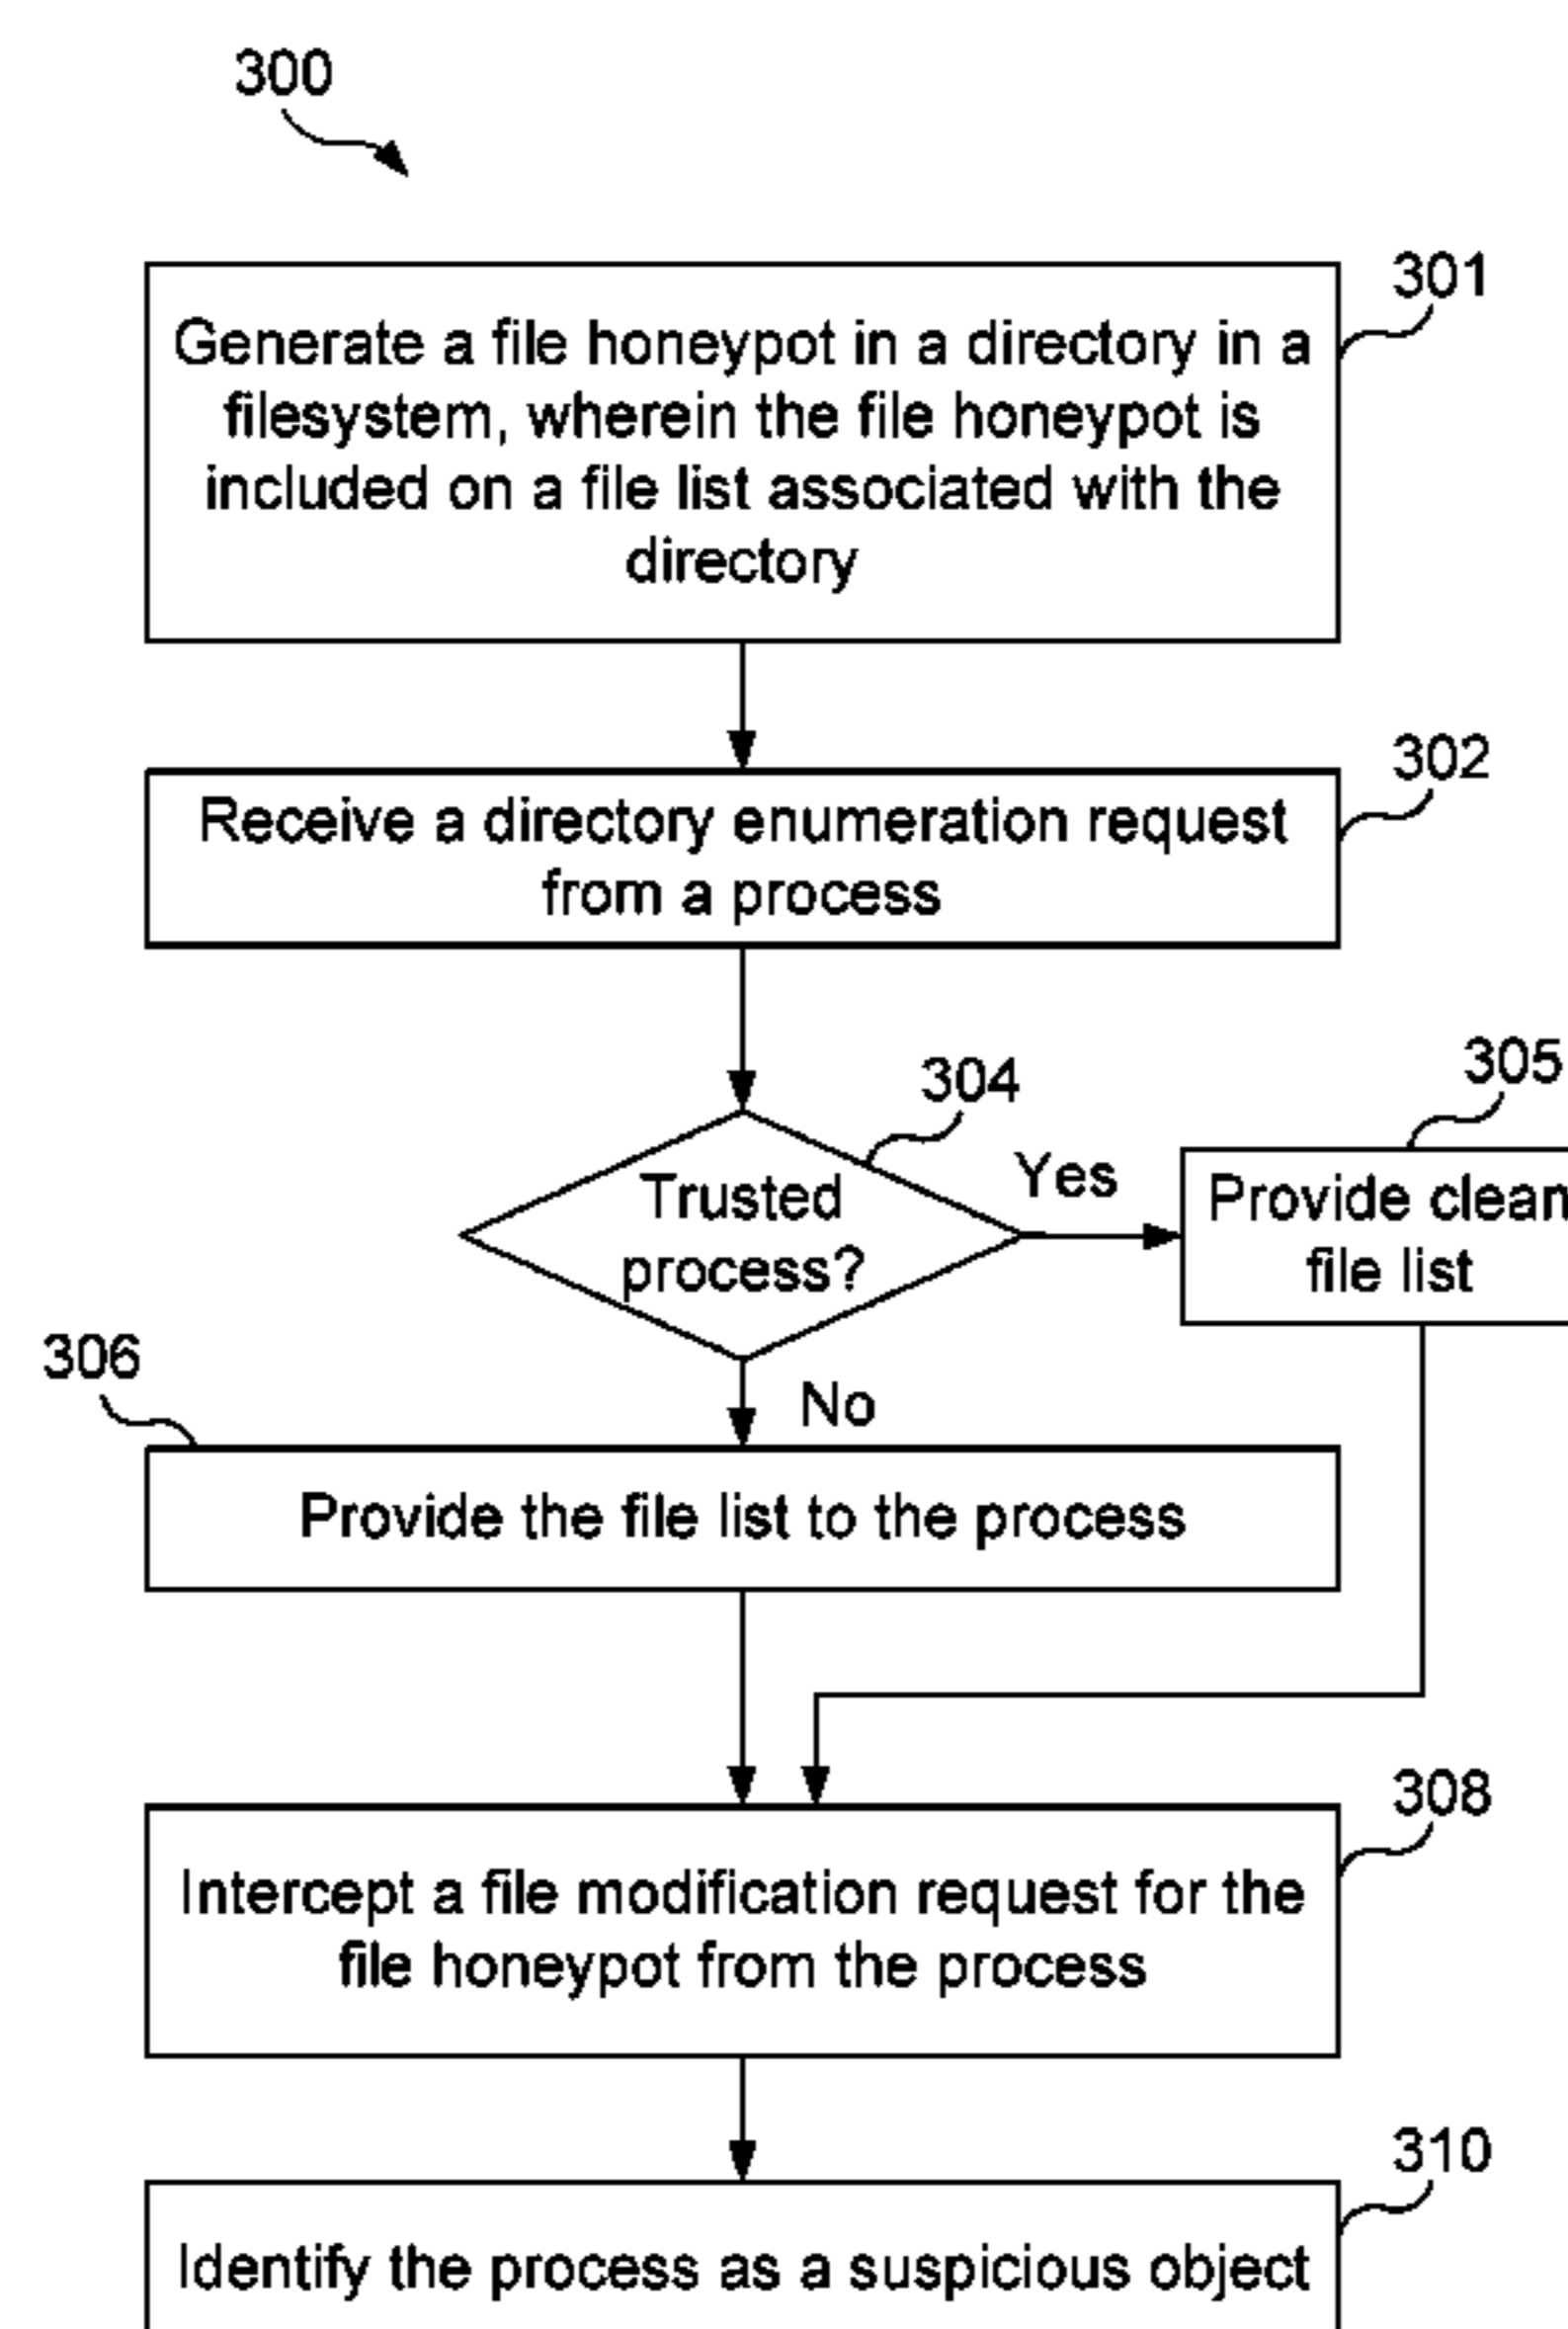 300
301
Generate a file honeypot in a directory in a
filesystem, wherein the file honeypot is
included on a file list associated with the
directory
302
Receive a directory enumeration request
from a process
304
305
Trusted
process?
Yes
Provide clean
file list
306
No
Provide the file list to the process
308
Intercept a file modification request for the
file honeypot from the process
310
Identify the process as a suspicious object